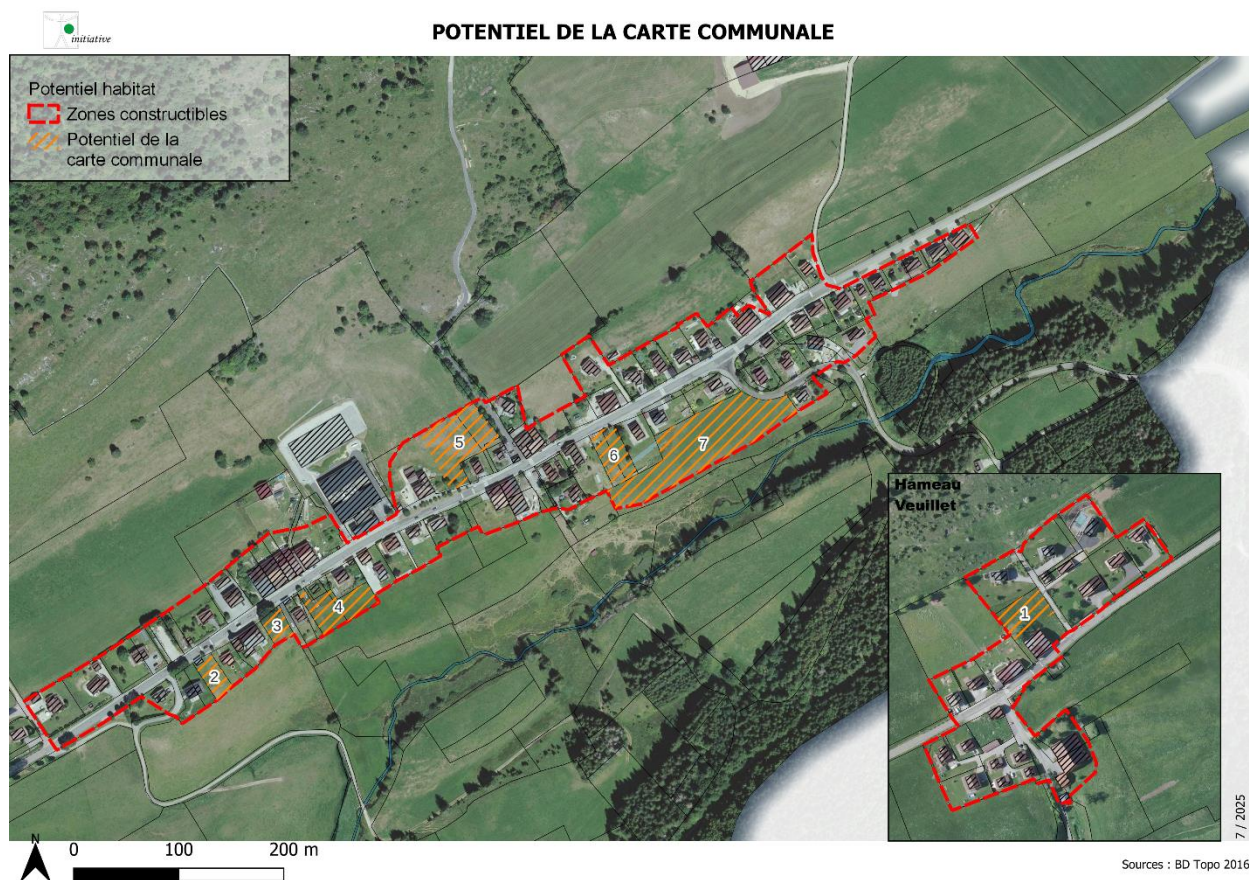 initiative
POTENTIEL DE LA CARTE COMMUNALE
Potentiel habitat
Zones constructibles
Potentiel de la
carte communale
5
7
6
4
3
2
Hameau
Veuillet
1
7 / 2025
N
0 100 200 m
Sources : BD Topo 2016